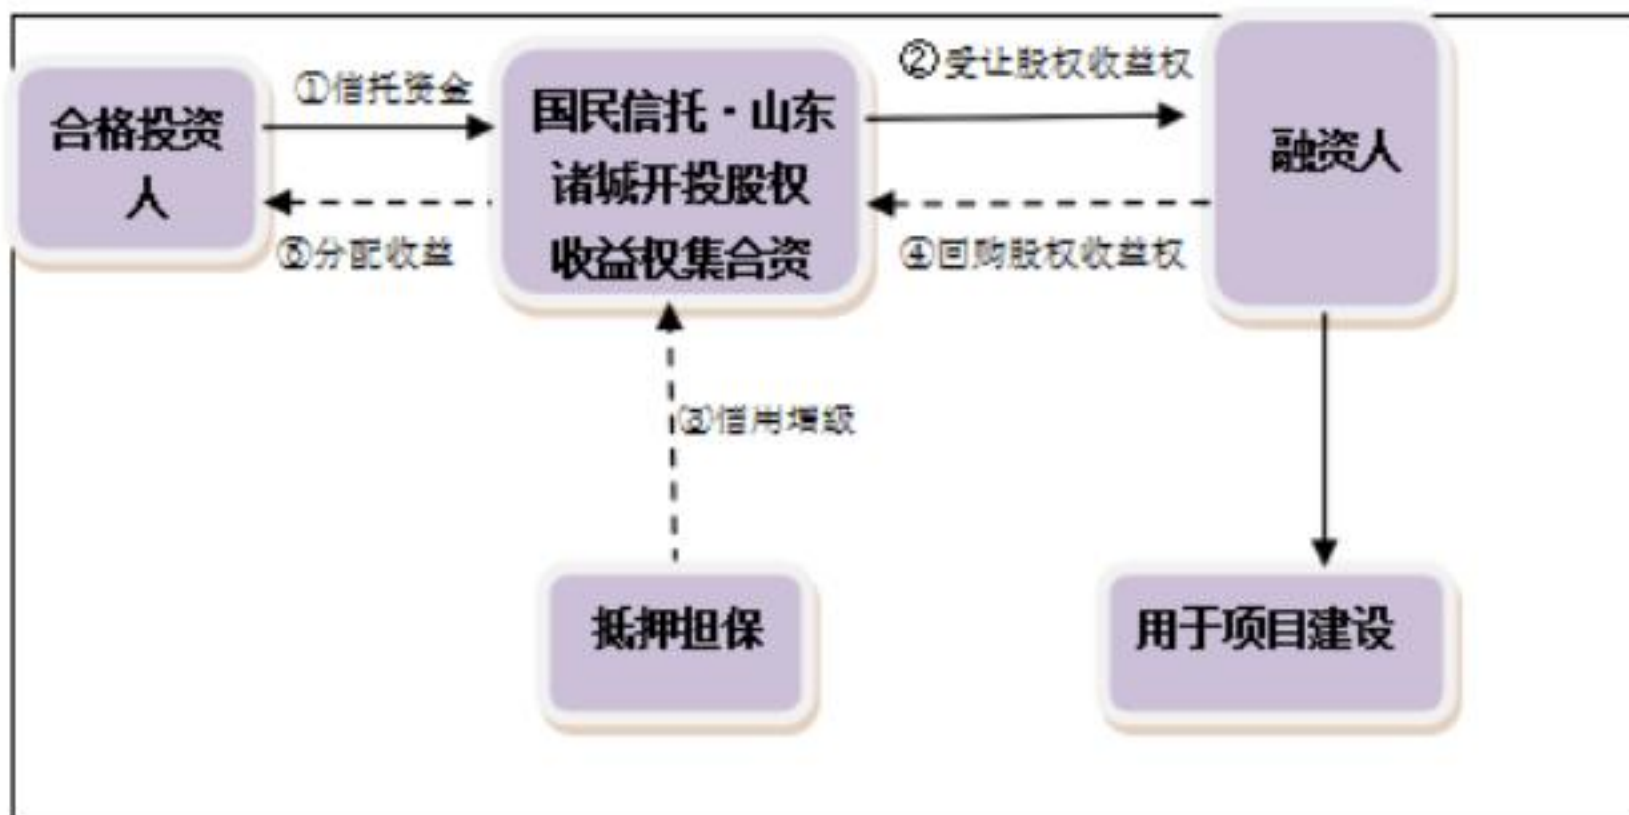 ①信托资金
②受让股权收益权
合格投资
人
国民信托·山东
诸城开投股权
收益权集合资
融资人
⑤分配收益
④回购股权收益权
③信用增级
抵押担保
用于项目建设